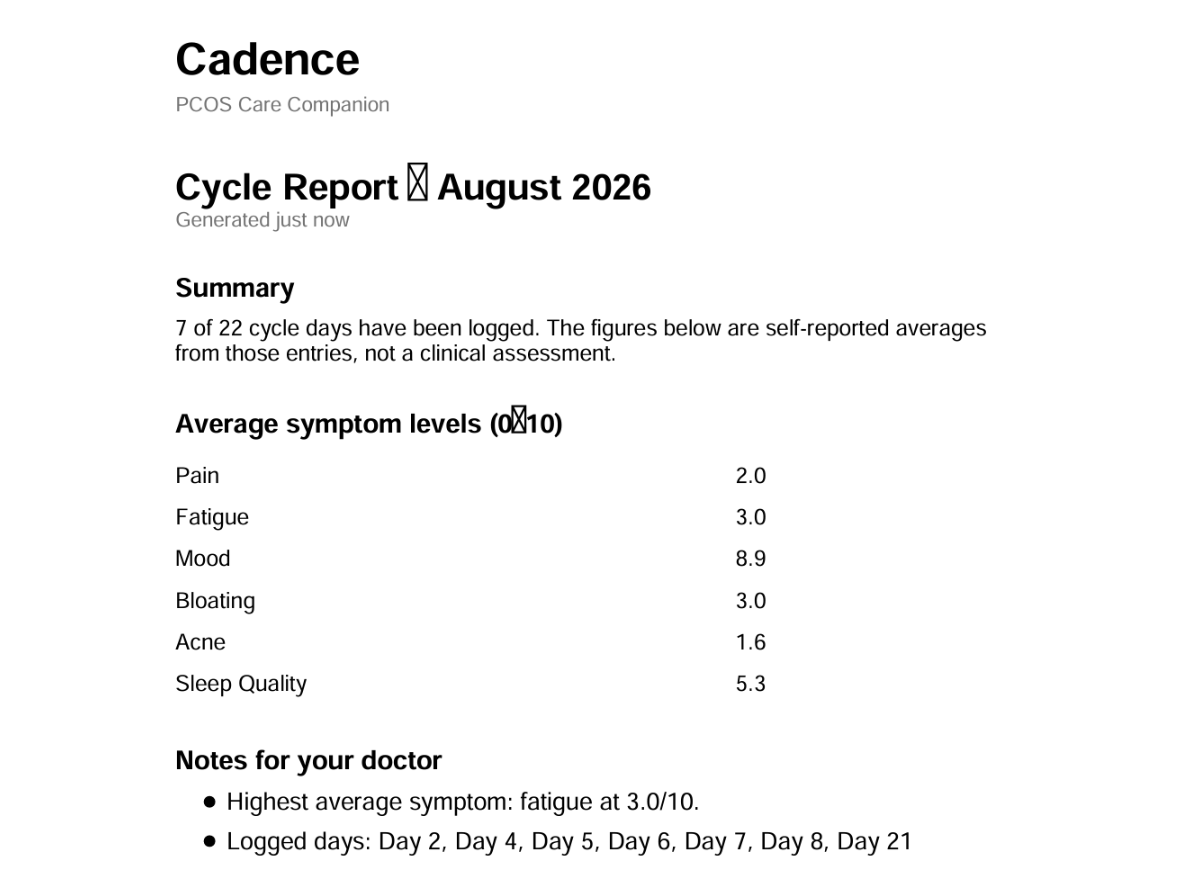 Cadence
PCOS Care Companion
Cycle Report ☒ August 2026
Generated just now
Summary
7 of 22 cycle days have been logged. The figures below are self-reported averages
from those entries, not a clinical assessment.
Average symptom levels (0☒10)
Pain 2.0
Fatigue 3.0
Mood 8.9
Bloating 3.0
Acne 1.6
Sleep Quality 5.3
Notes for your doctor
● Highest average symptom: fatigue at 3.0/10.
● Logged days: Day 2, Day 4, Day 5, Day 6, Day 7, Day 8, Day 21